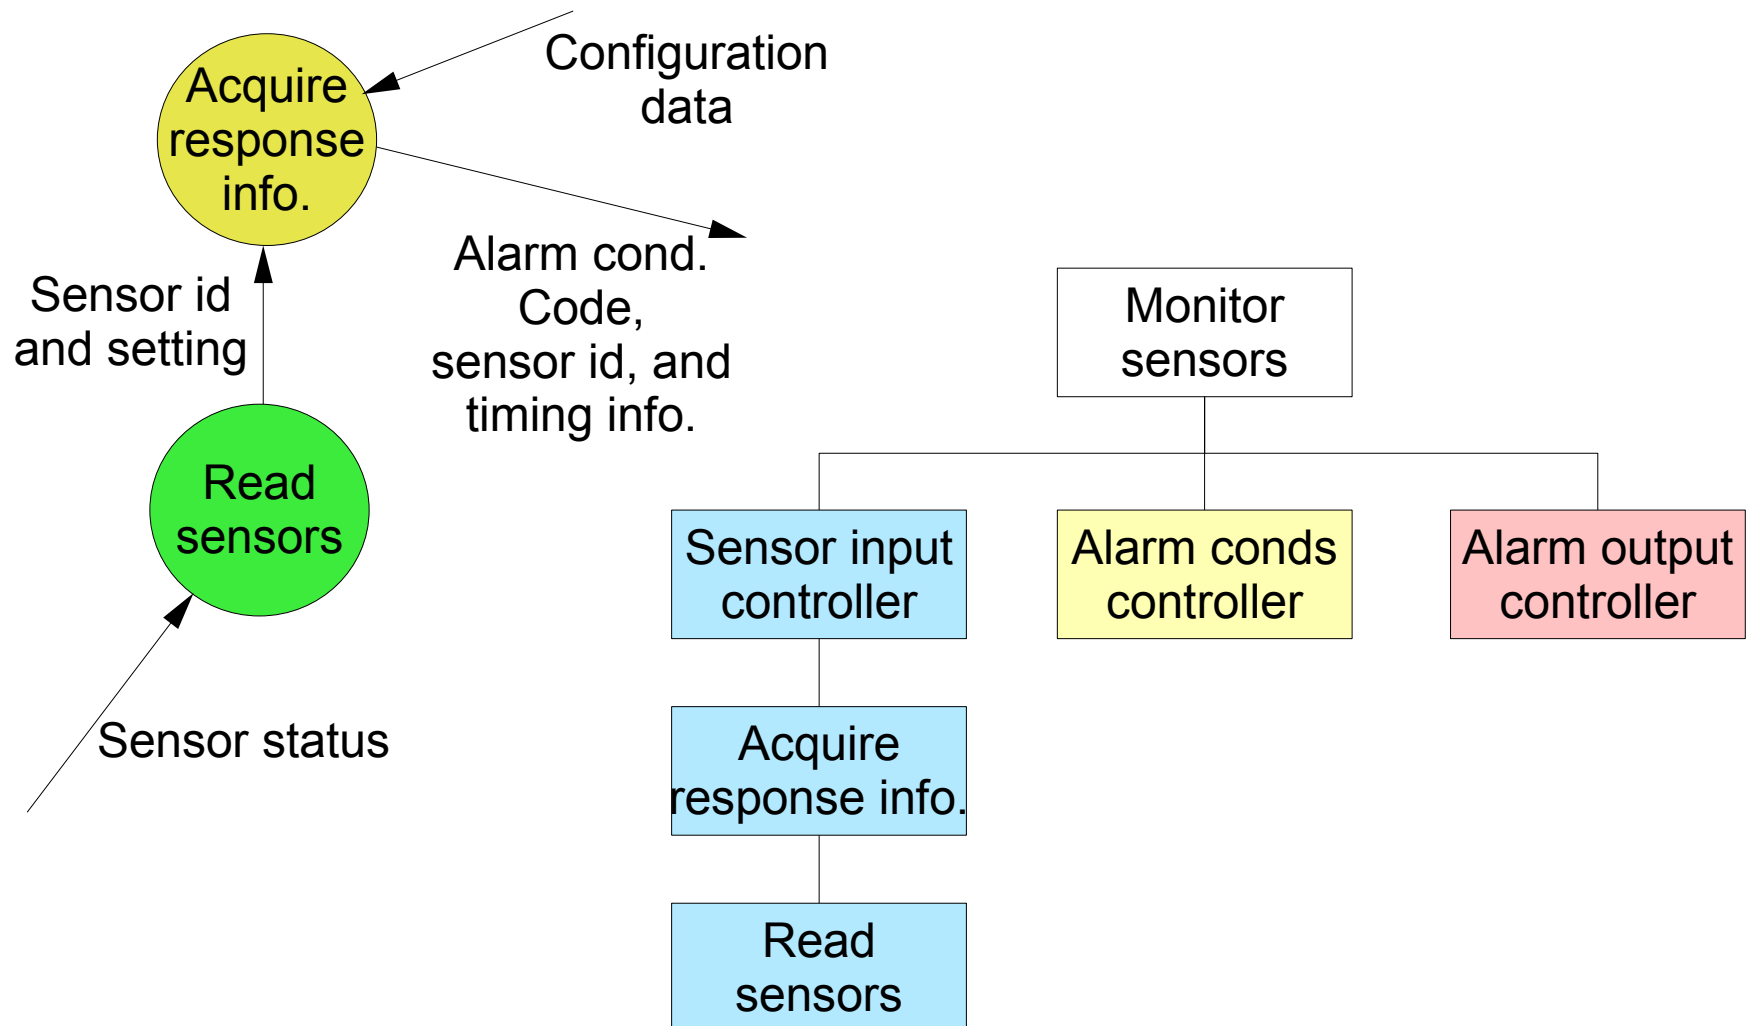 Acquire
response
info.
Configuration
data
Sensor id
and setting
Alarm cond.
Code,
sensor id, and
timing info.
Read
sensors
Sensor status
Monitor
sensors
Sensor input
controller
Alarm conds
controller
Alarm output
controller
Acquire
response info.
Read
sensors